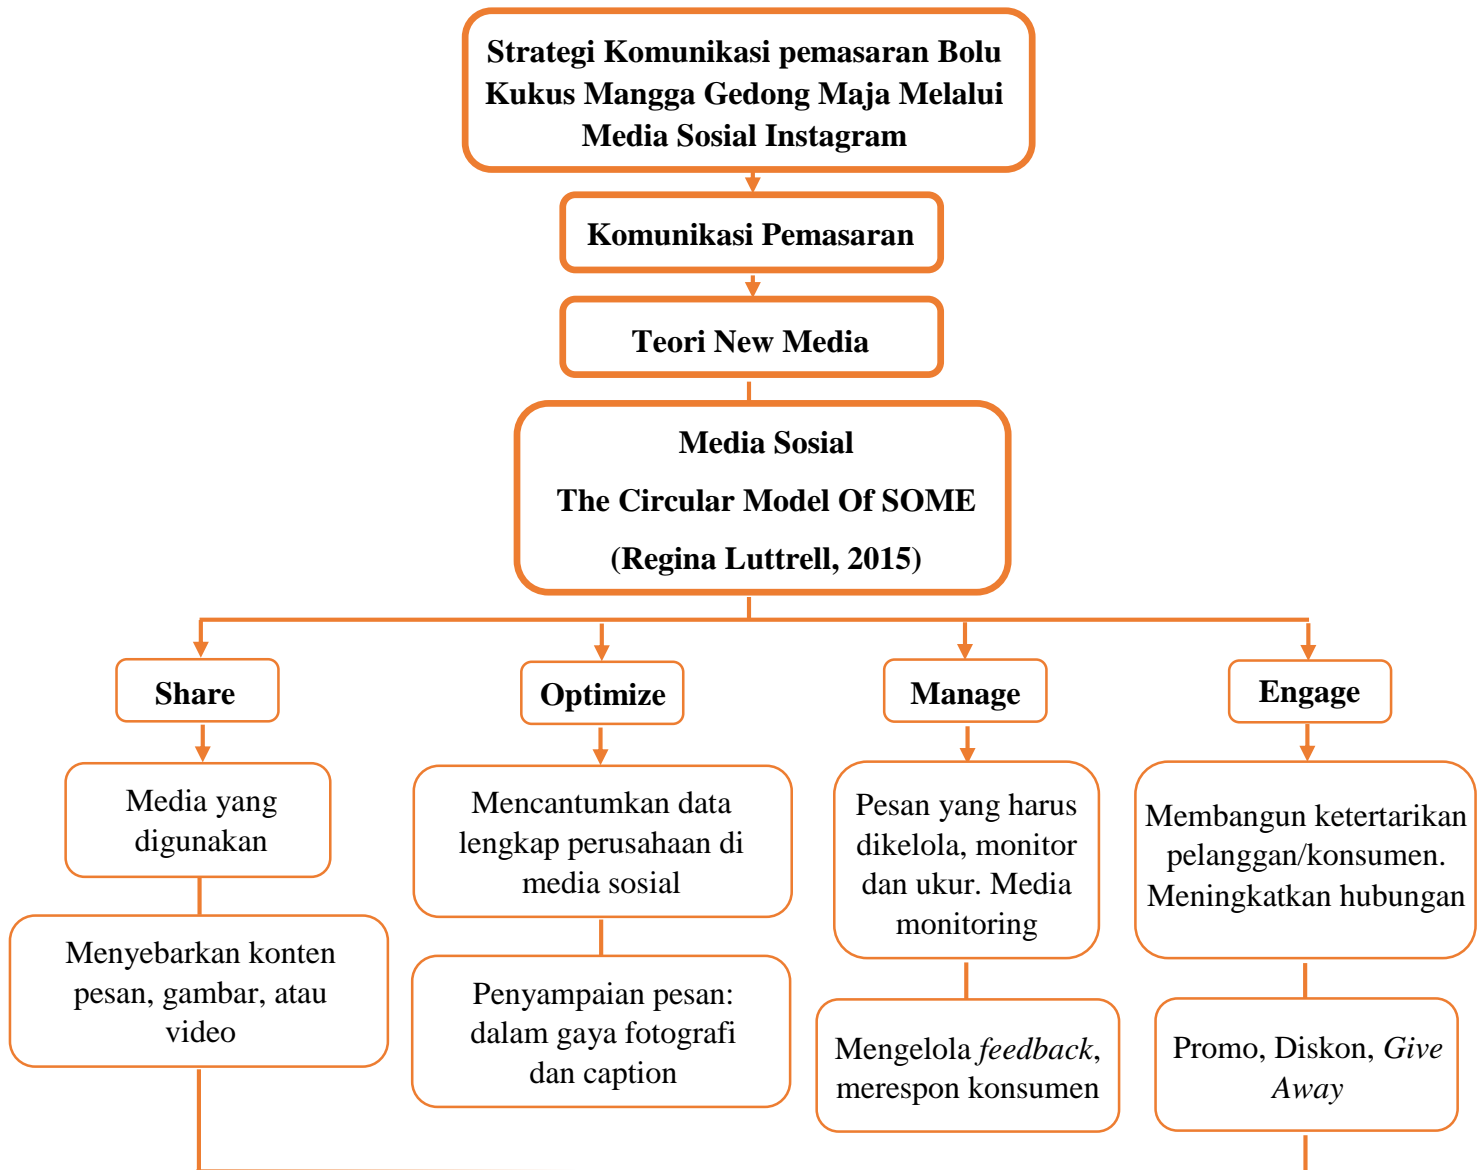 Strategi Komunikasi pemasaran Bolu
Kukus Mangga Gedong Maja Melalui
Media Sosial Instagram
Komunikasi Pemasaran
Teori New Media
Media Sosial
The Circular Model Of SOME
(Regina Luttrell, 2015)
Share
Optimize
Manage
Engage
Media yang
digunakan
Mencantumkan data
lengkap perusahaan di
media sosial
Pesan yang harus
dikelola, monitor
dan ukur. Media
monitoring
Membangun ketertarikan
pelanggan/konsumen.
Meningkatkan hubungan
Menyebarkan konten
pesan, gambar, atau
video
Penyampaian pesan:
dalam gaya fotografi
dan caption
Mengelola feedback,
merespon konsumen
Promo, Diskon, Give
Away